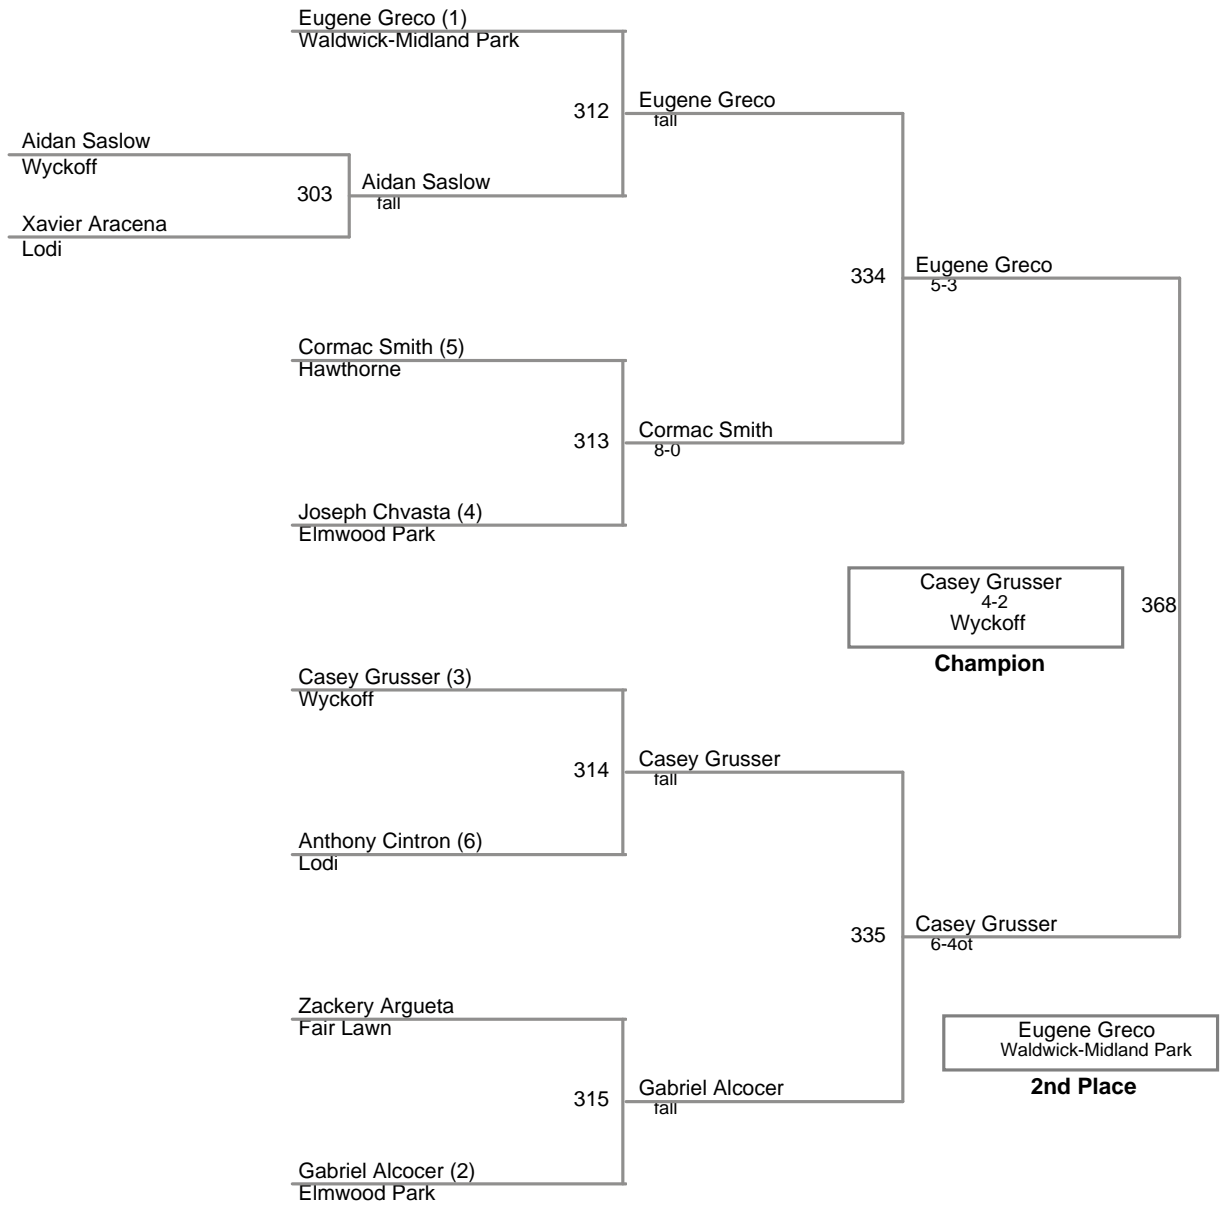 Eugene Greco (1)
Waldwick-Midland Park
312
Eugene Greco
fall
Aidan Saslow
Wyckoff
303
Aidan Saslow
fall
Xavier Aracena
Lodi
334
Eugene Greco
5-3
Cormac Smith (5)
Hawthorne
313
Cormac Smith
8-0
Joseph Chvasta (4)
Elmwood Park
Casey Grusser
4-2
Wyckoff
368
Champion
Casey Grusser (3)
Wyckoff
314
Casey Grusser
fall
Anthony Cintron (6)
Lodi
335
Casey Grusser
6-4ot
Zackery Argueta
Fair Lawn
Eugene Greco
Waldwick-Midland Park
2nd Place
315
Gabriel Alcocer
fall
Gabriel Alcocer (2)
Elmwood Park